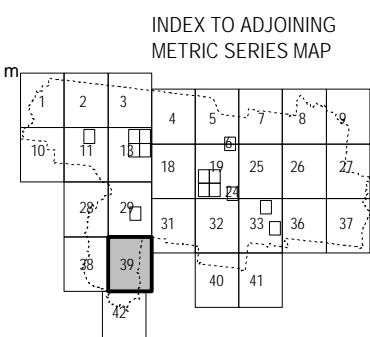 INDEX TO ADJOINING
METRIC SERIES MAP
m
1 2 3
4 5 7 8 9
6
10 11 13
18 19 25 26 27
24
28 29
31 32 33 36 37
38 39
40 41
42